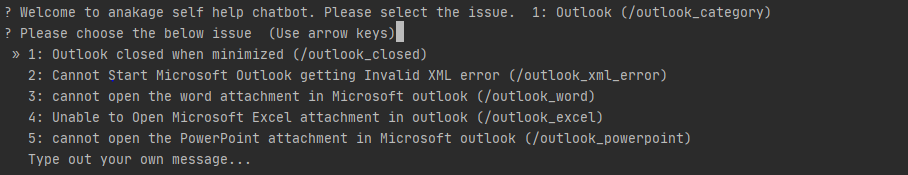 ? Welcome to anakage self help chatbot. Please select the issue.  1: Outlook (/outlook_category)
? Please choose the below issue  (Use arrow keys)
» 1: Outlook closed when minimized (/outlook_closed)
2: Cannot Start Microsoft Outlook getting Invalid XML error (/outlook_xml_error)
3: cannot open the word attachment in Microsoft outlook (/outlook_word)
4: Unable to Open Microsoft Excel attachment in outlook (/outlook_excel)
5: cannot open the PowerPoint attachment in Microsoft outlook (/outlook_powerpoint)
Type out your own message...